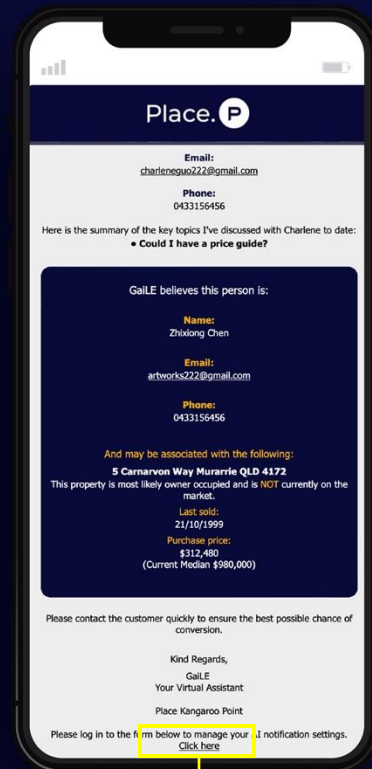 Place. P
Email:
charleneguo222@gmail.com
Phone:
0433156456
Here is the summary of the key topics I've discussed with Charlene to date:
• Could I have a price guide?
GaiLE believes this person is:
Name:
Zhixiong Chen
Email:
artworks222@gmail.com
Phone:
0433156456
And may be associated with the following:
5 Carnarvon Way Murarrie QLD 4172
This property is most likely owner occupied and is NOT currently on the
market.
Last sold:
21/10/1999
Purchase price:
$312,480
(Current Median $980,000)
Please contact the customer quickly to ensure the best possible chance of
conversion.
Kind Regards,
GaiLE
Your Virtual Assistant
Place Kangaroo Point
Please log in to the form below to manage your AI notification settings.
Click here